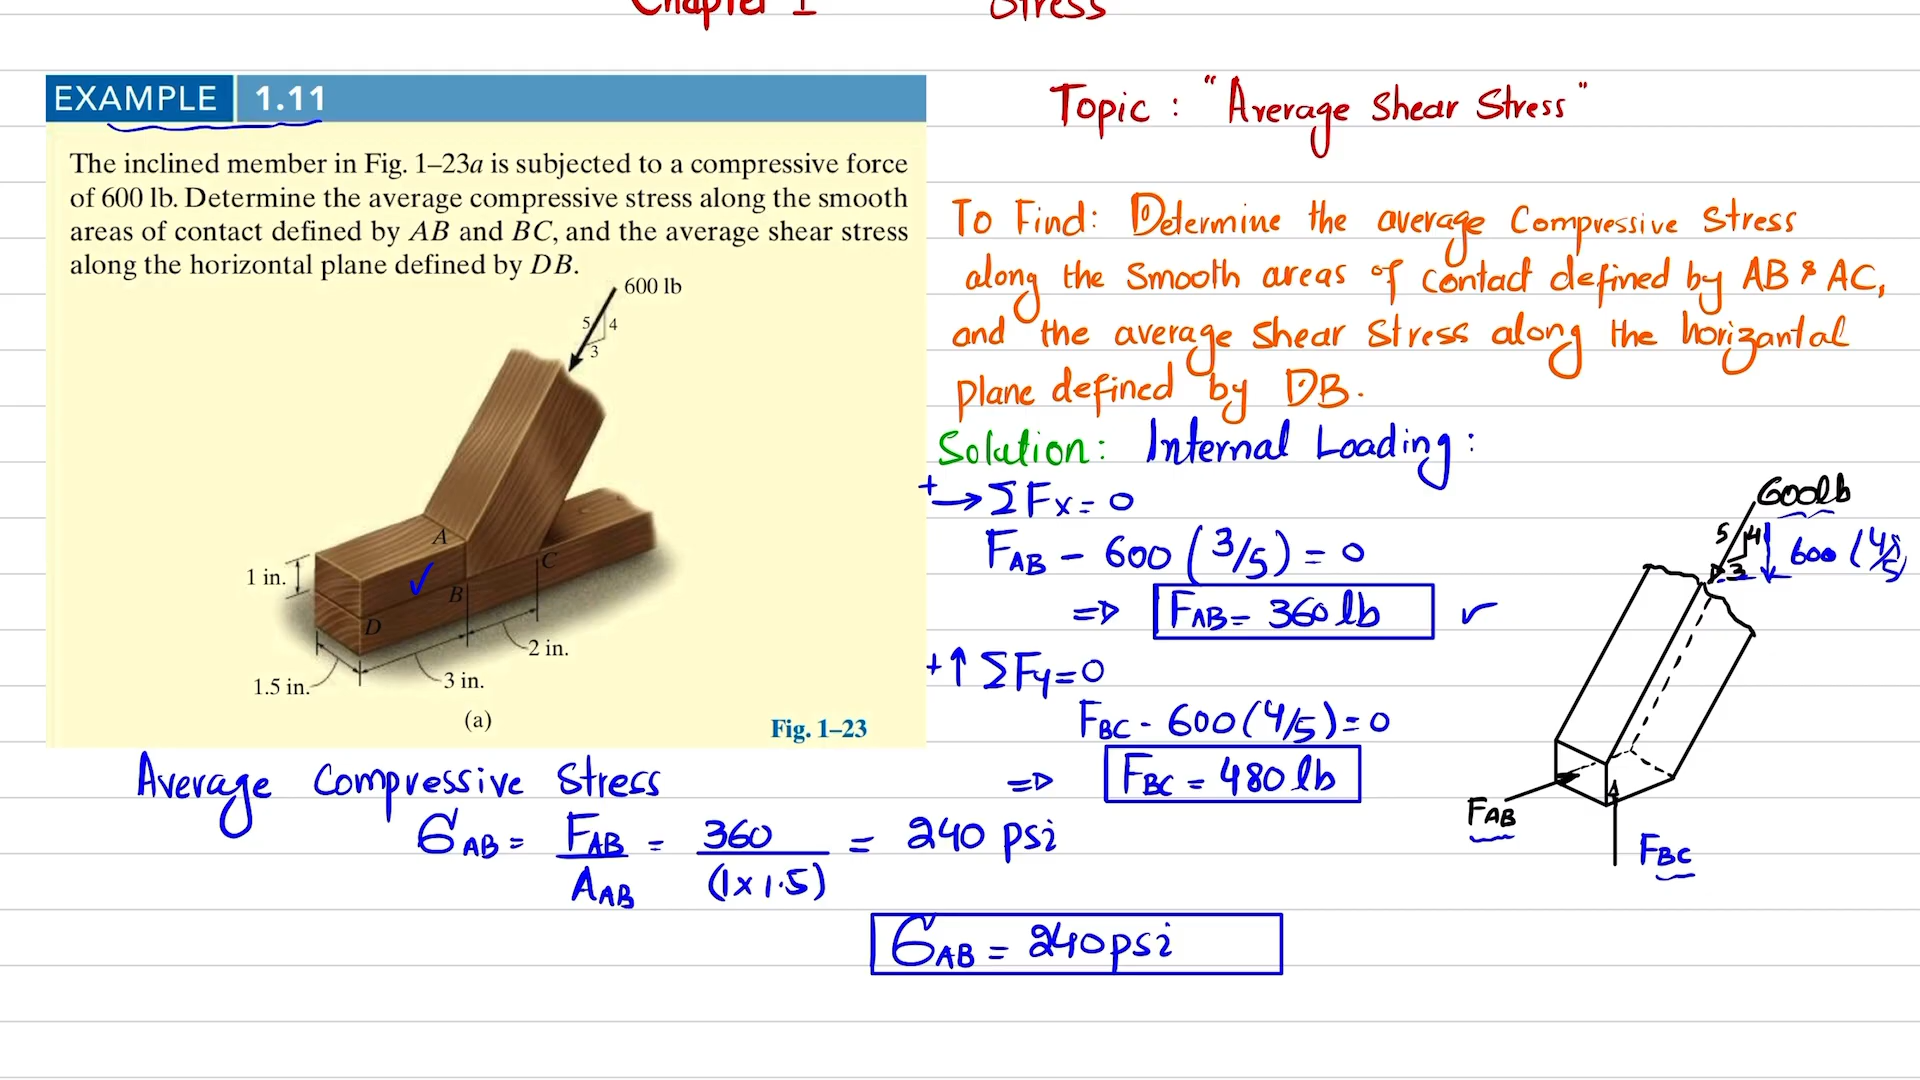 Chapter 1 Stress
EXAMPLE 1.11
The inclined member in Fig. 1–23a is subjected to a compressive force
of 600 lb. Determine the average compressive stress along the smooth
areas of contact defined by AB and BC, and the average shear stress
along the horizontal plane defined by DB.
600 lb
5
4
3
A
C
1 in.
B
D
2 in.
3 in.
1.5 in.
(a)
Fig. 1–23
Topic : "Average Shear Stress"
To Find: Determine the average Compressive Stress
along the Smooth areas of contact defined by AB & AC,
and the average Shear Stress along the horizantal
plane defined by DB.
Solution: Internal Loading:
+→ ΣFx = 0
FAB - 600 (3/5) = 0
⇒ FAB = 360 lb ✓
+↑ ΣFy = 0
FBC - 600 (4/5) = 0
⇒ FBC = 480 lb
600lb
5
4
3
600 (4/5)
FAB
FBC
Average Compressive Stress
σAB = FAB/AAB = 360/(1×1.5) = 240 psi
σAB = 240psi